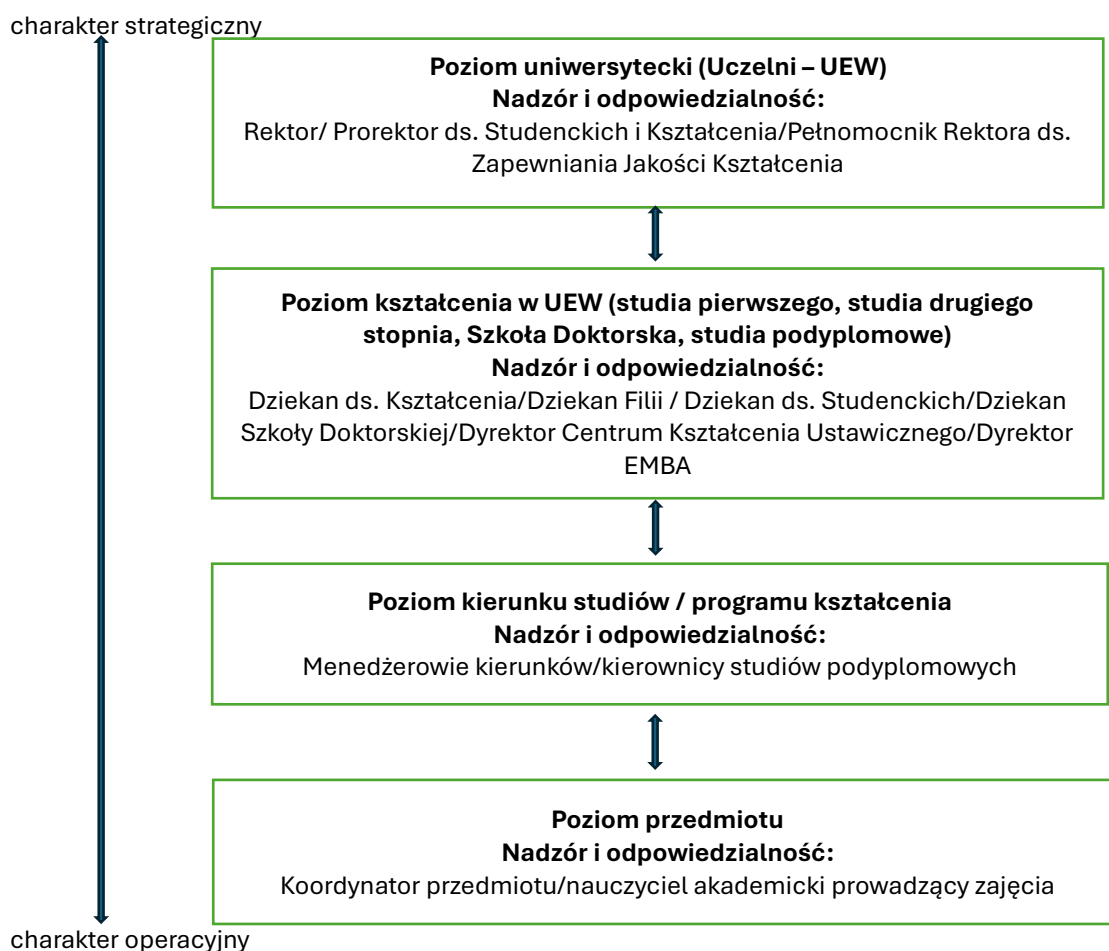 charakter strategiczny
Poziom uniwersytecki (Uczelni – UEW)
Nadzór i odpowiedzialność:
Rektor/ Prorektor ds. Studenckich i Kształcenia/Pełnomocnik Rektora ds.
Zapewniania Jakości Kształcenia
Poziom kształcenia w UEW (studia pierwszego, studia drugiego
stopnia, Szkoła Doktorska, studia podyplomowe)
Nadzór i odpowiedzialność:
Dziekan ds. Kształcenia/Dziekan Filii / Dziekan ds. Studenckich/Dziekan
Szkoły Doktorskiej/Dyrektor Centrum Kształcenia Ustawicznego/Dyrektor
EMBA
Poziom kierunku studiów / programu kształcenia
Nadzór i odpowiedzialność:
Menedżerowie kierunków/kierownicy studiów podyplomowych
Poziom przedmiotu
Nadzór i odpowiedzialność:
Koordynator przedmiotu/nauczyciel akademicki prowadzący zajęcia
charakter operacyjny